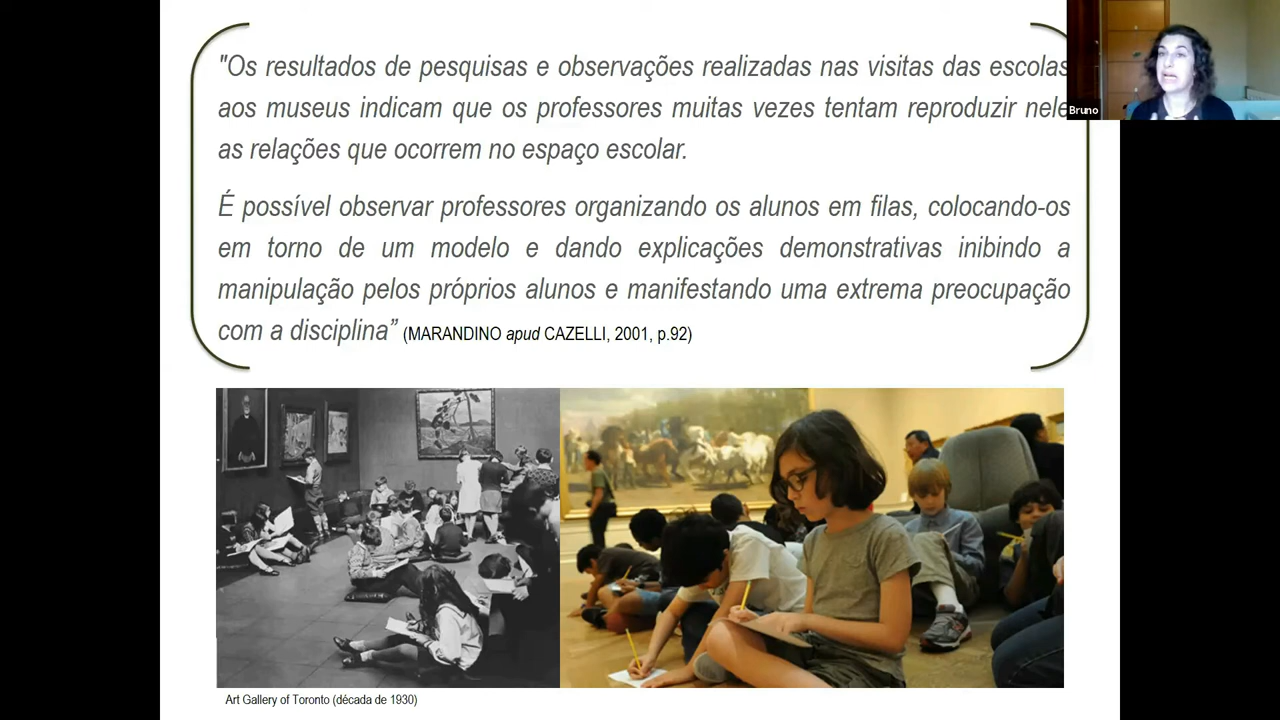 "Os resultados de pesquisas e observações realizadas nas visitas das escolas
aos museus indicam que os professores muitas vezes tentam reproduzir nele
as relações que ocorrem no espaço escolar.
É possível observar professores organizando os alunos em filas, colocando-os
em torno de um modelo e dando explicações demonstrativas inibindo a
manipulação pelos próprios alunos e manifestando uma extrema preocupação
com a disciplina” (MARANDINO apud CAZELLI, 2001, p.92)
Bruno
Art Gallery of Toronto (década de 1930)